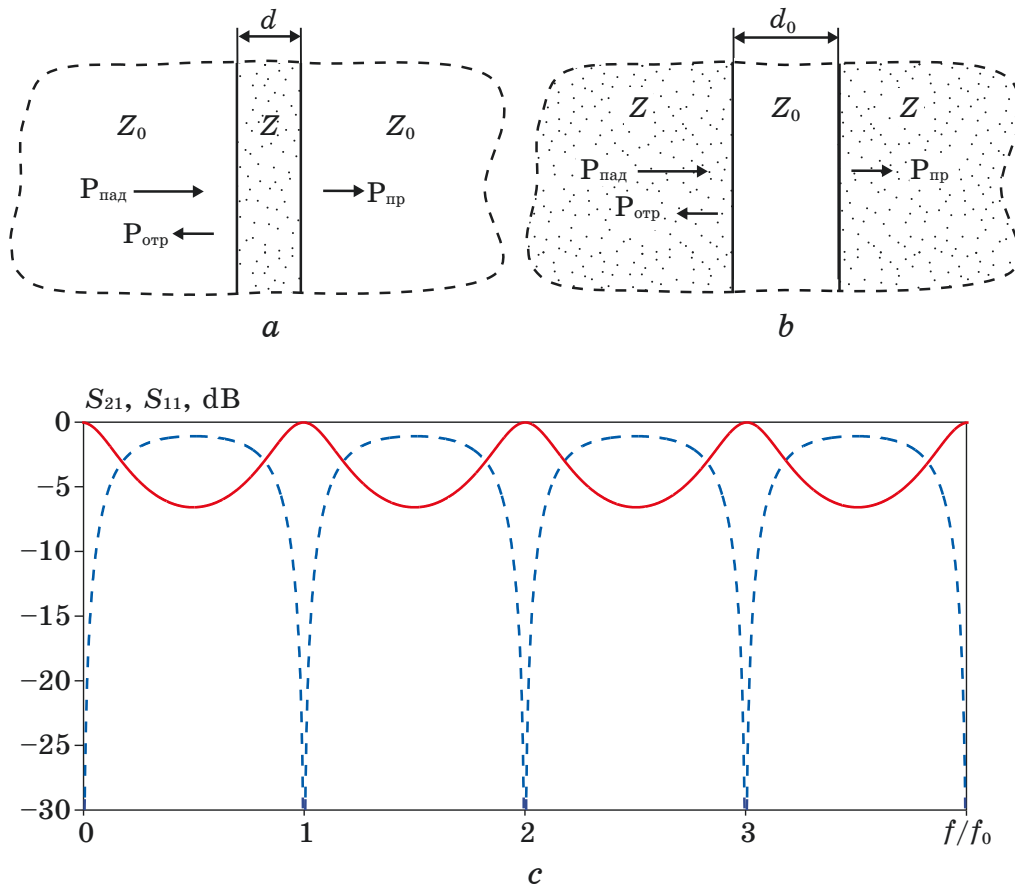 d
d₀
Z₀ Z Z₀
Z Z₀ Z
Pпад Pпр
Pотр
Pпад Pпр
Pотр
a
b
S₂₁, S₁₁, dB
0
−5
−10
−15
−20
−25
−30
0 1 2 3 f/f₀
c